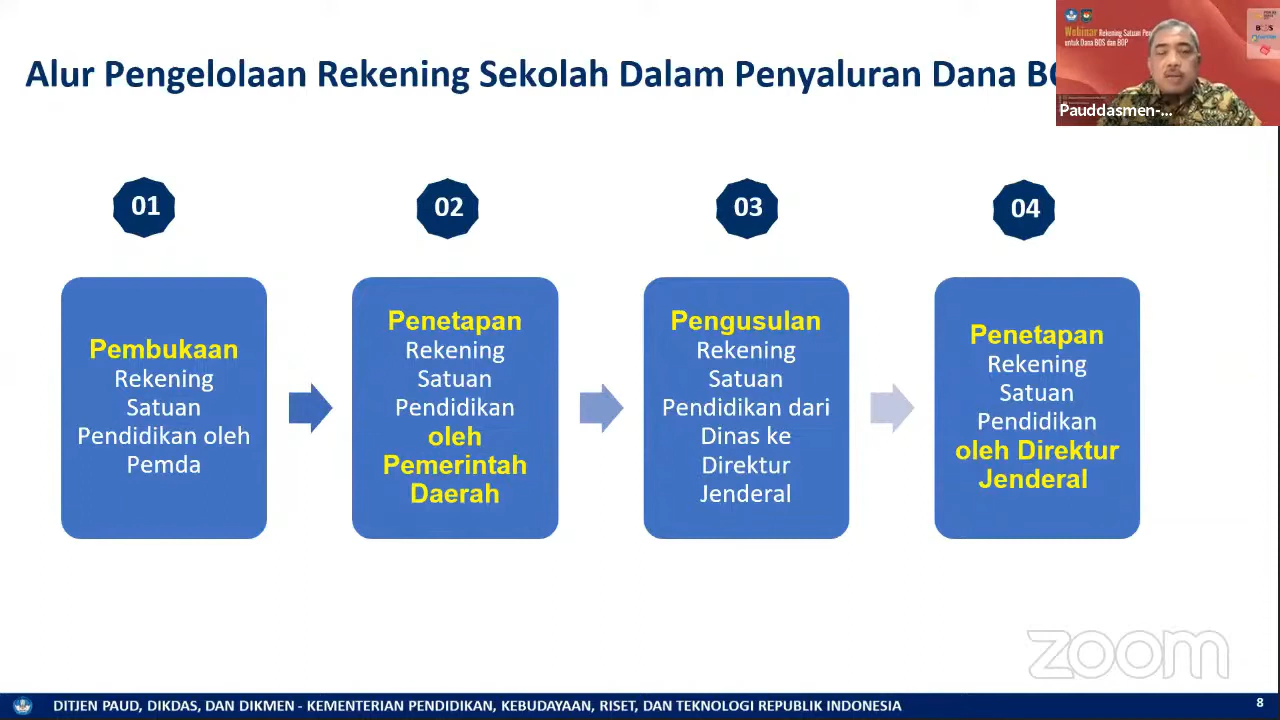 Alur Pengelolaan Rekening Sekolah Dalam Penyaluran Dana
Webinar Rekening Satuan
untuk Dana BOS dan BOP
Pauddasmen-...
01
02
03
04
Pembukaan
Rekening
Satuan
Pendidikan oleh
Pemda
Penetapan
Rekening
Satuan
Pendidikan
oleh
Pemerintah
Daerah
Pengusulan
Rekening
Satuan
Pendidikan dari
Dinas ke
Direktur
Jenderal
Penetapan
Rekening
Satuan
Pendidikan
oleh Direktur
Jenderal
zoom
DITJEN PAUD, DIKDAS, DAN DIKMEN - KEMENTERIAN PENDIDIKAN, KEBUDAYAAN, RISET, DAN TEKNOLOGI REPUBLIK INDONESIA
8